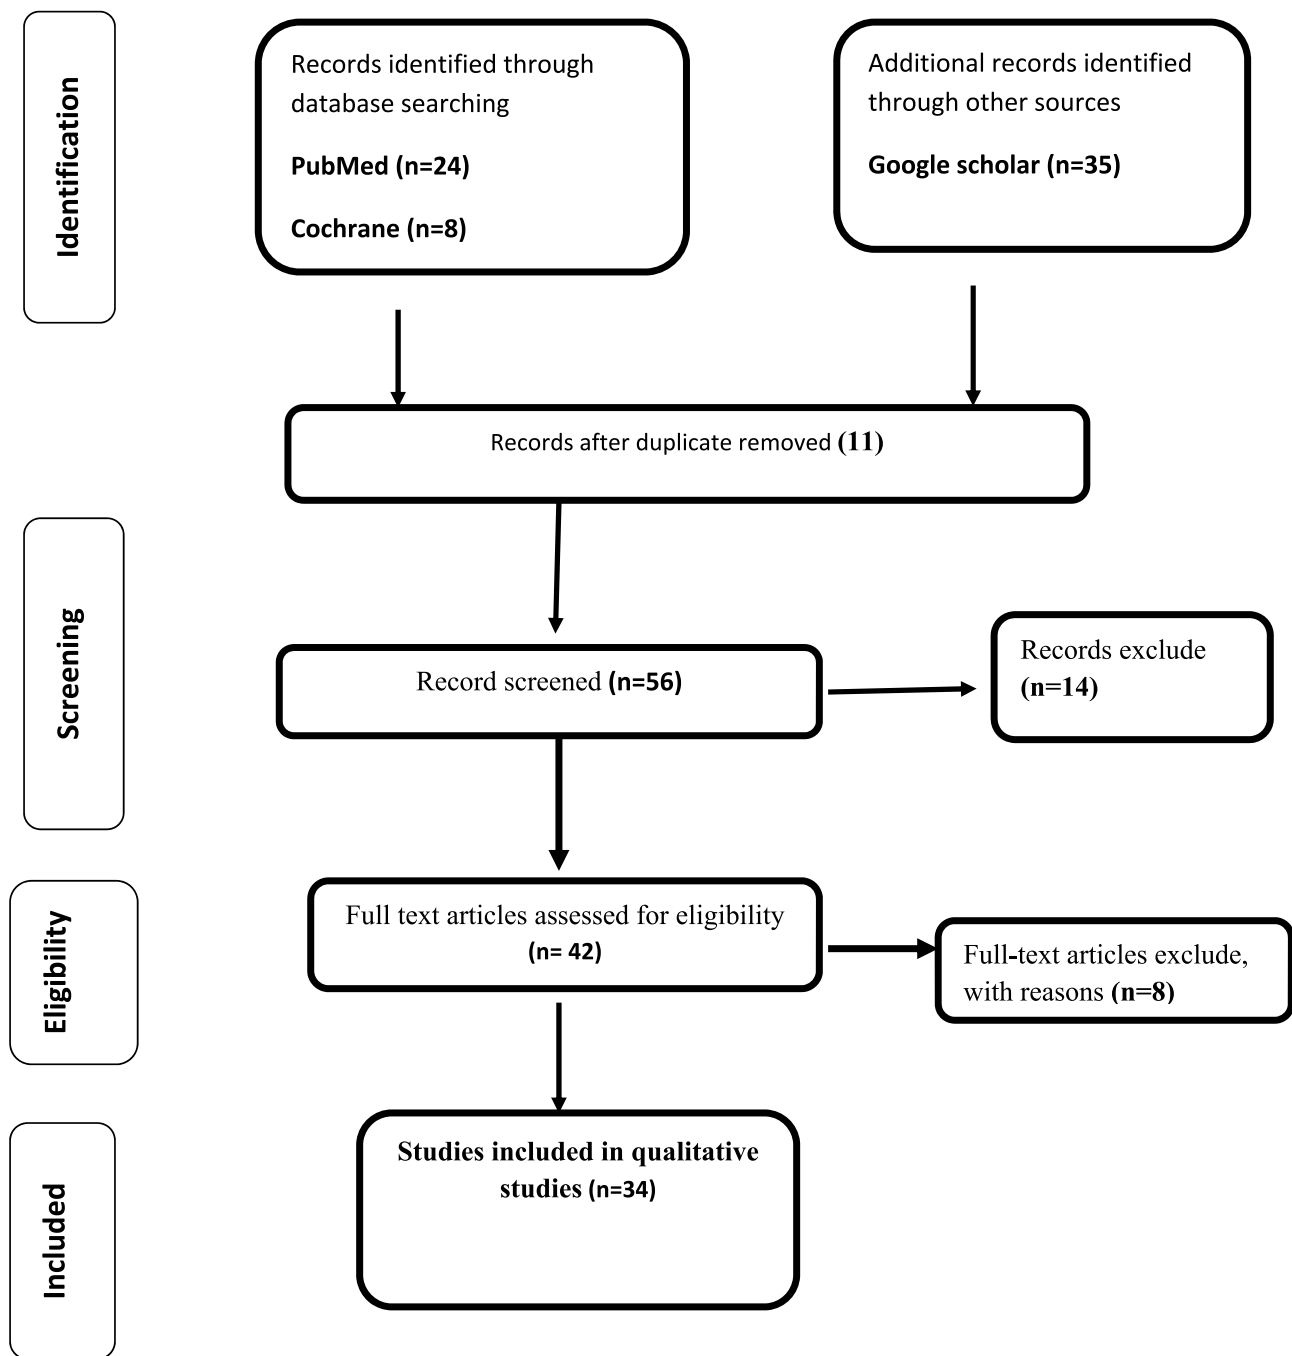 Identification
Records identified through
database searching
PubMed (n=24)
Cochrane (n=8)
Additional records identified
through other sources
Google scholar (n=35)
Records after duplicate removed (11)
Screening
Record screened (n=56)
Records exclude
(n=14)
Eligibility
Full text articles assessed for eligibility
(n= 42)
Full-text articles exclude,
with reasons (n=8)
Included
Studies included in qualitative
studies (n=34)